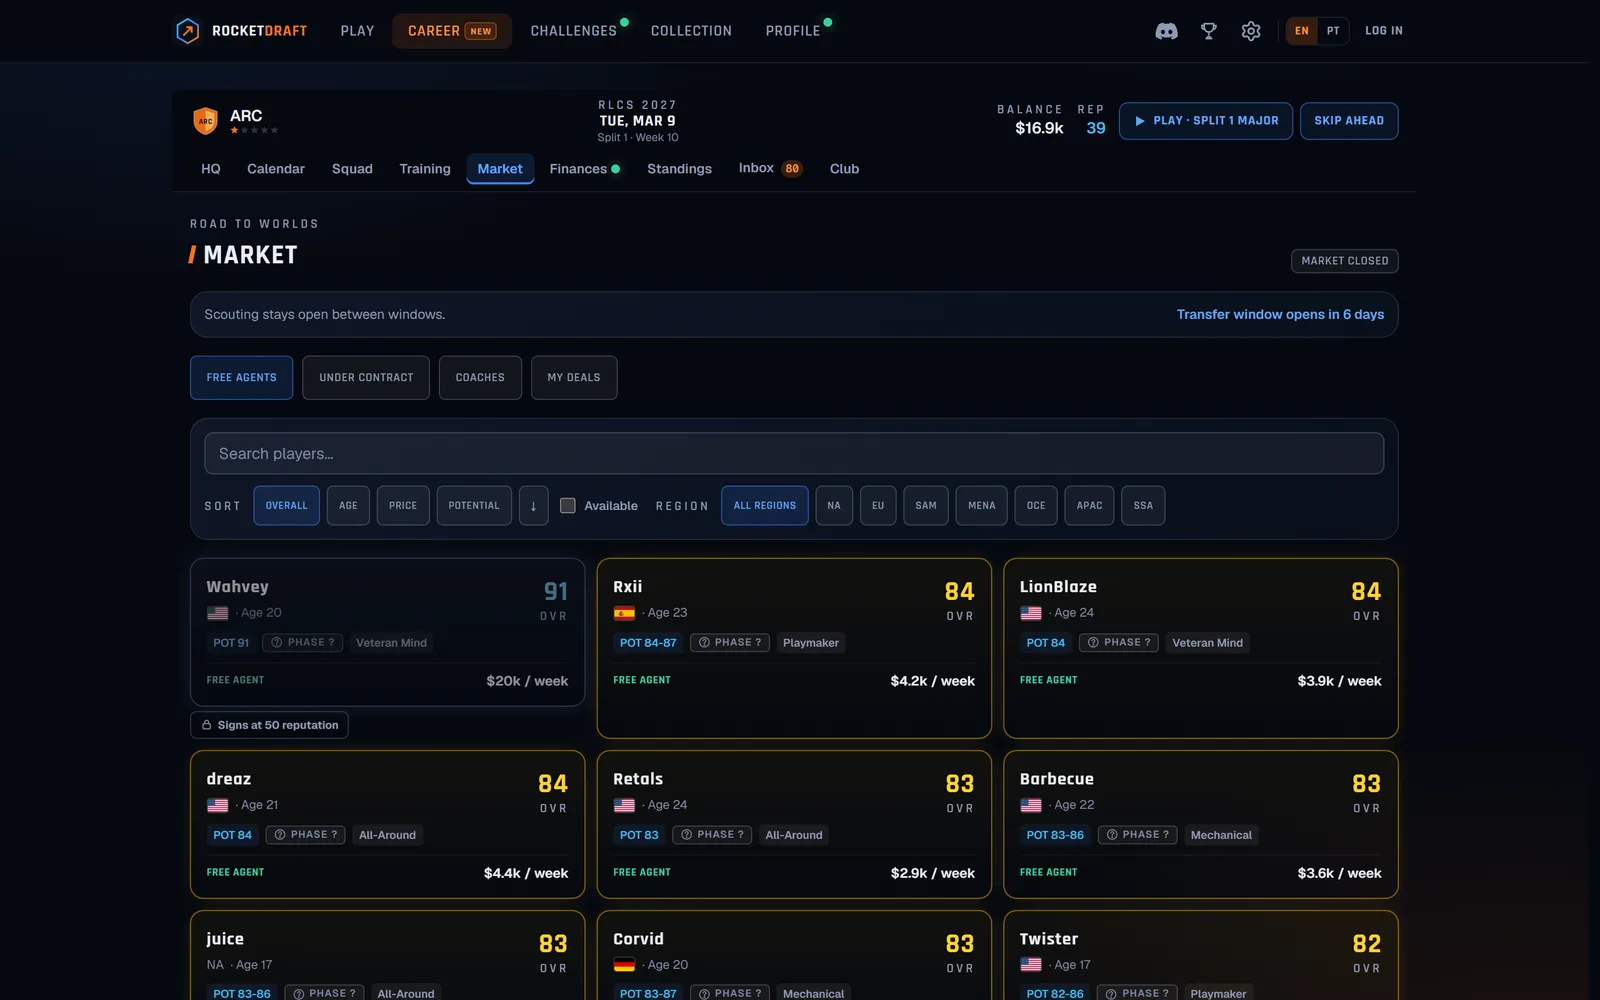 ROCKETDRAFT PLAY CAREER NEW CHALLENGES COLLECTION PROFILE EN PT LOG IN
ARC ARC
RLCS 2027
TUE, MAR 9
Split 1 · Week 10
BALANCE REP
$16.9k 39
PLAY · SPLIT 1 MAJOR SKIP AHEAD
HQ Calendar Squad Training Market Finances Standings Inbox 80 Club
ROAD TO WORLDS
MARKET
MARKET CLOSED
Scouting stays open between windows. Transfer window opens in 6 days
FREE AGENTS UNDER CONTRACT COACHES MY DEALS
Search players...
SORT OVERALL AGE PRICE POTENTIAL ↓ Available REGION ALL REGIONS NA EU SAM MENA OCE APAC SSA
Wahvey 91
· Age 20 OVR
POT 91 PHASE ? Veteran Mind
FREE AGENT $20k / week
Signs at 50 reputation
Rxii 84
· Age 23 OVR
POT 84-87 PHASE ? Playmaker
FREE AGENT $4.2k / week
LionBlaze 84
· Age 24 OVR
POT 84 PHASE ? Veteran Mind
FREE AGENT $3.9k / week
dreaz 84
· Age 21 OVR
POT 84 PHASE ? All-Around
FREE AGENT $4.4k / week
Retals 83
· Age 24 OVR
POT 83 PHASE ? All-Around
FREE AGENT $2.9k / week
Barbecue 83
· Age 22 OVR
POT 83-86 PHASE ? Mechanical
FREE AGENT $3.6k / week
juice 83
NA · Age 17 OVR
POT 83-86 PHASE ? All-Around
Corvid 83
· Age 20 OVR
POT 83-87 PHASE ? Mechanical
Twister 82
· Age 17 OVR
POT 82-86 PHASE ? Playmaker